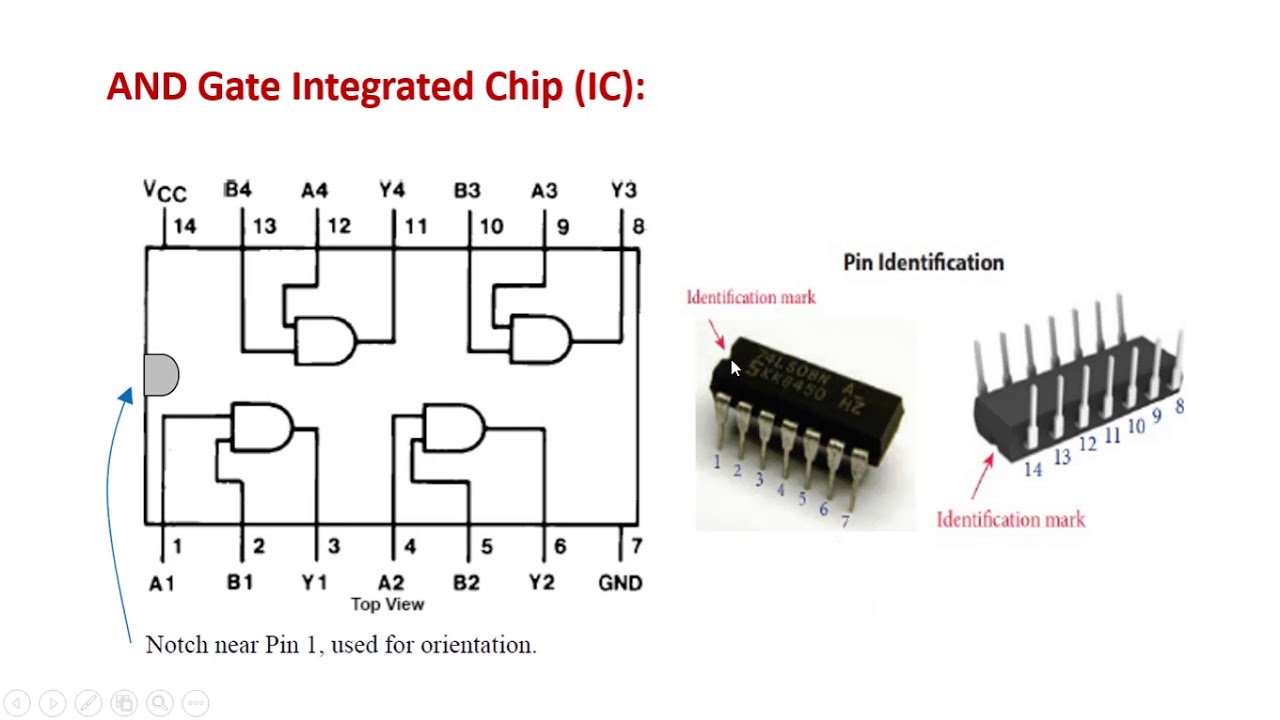 AND Gate Integrated Chip (IC):
VCC B4 A4 Y4 B3 A3 Y3
14 13 12 11 10 9 8
1 2 3 4 5 6 7
A1 B1 Y1 A2 B2 Y2 GND
Top View
Notch near Pin 1, used for orientation.
Pin Identification
Identification mark
74LS08N A_
SKK8450 HZ
1 2 3 4 5 6 7
14 13 12 11 10 9 8
Identification mark